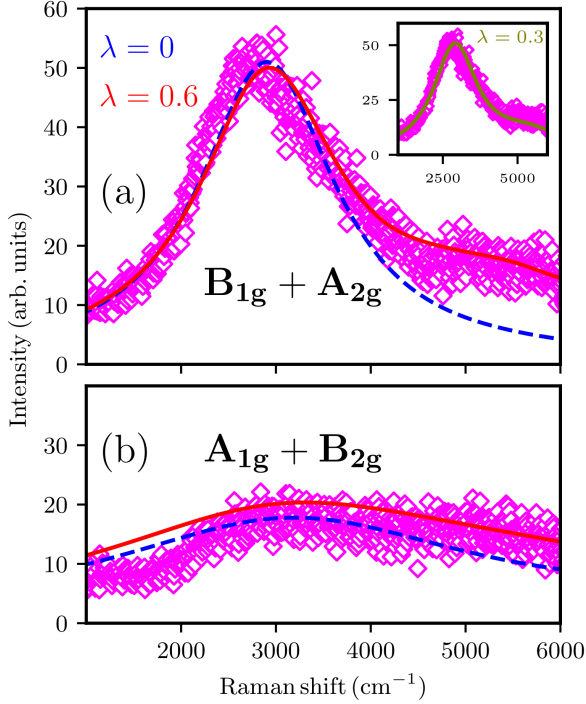 60
50
40
30
20
10
0
λ = 0
λ = 0.6
(a)
B1g + A2g
50
25
0
2500
5000
λ = 0.3
Intensity (arb. units)
30
20
10
0
(b)
A1g + B2g
2000
3000
4000
5000
6000
Raman shift (cm⁻¹)